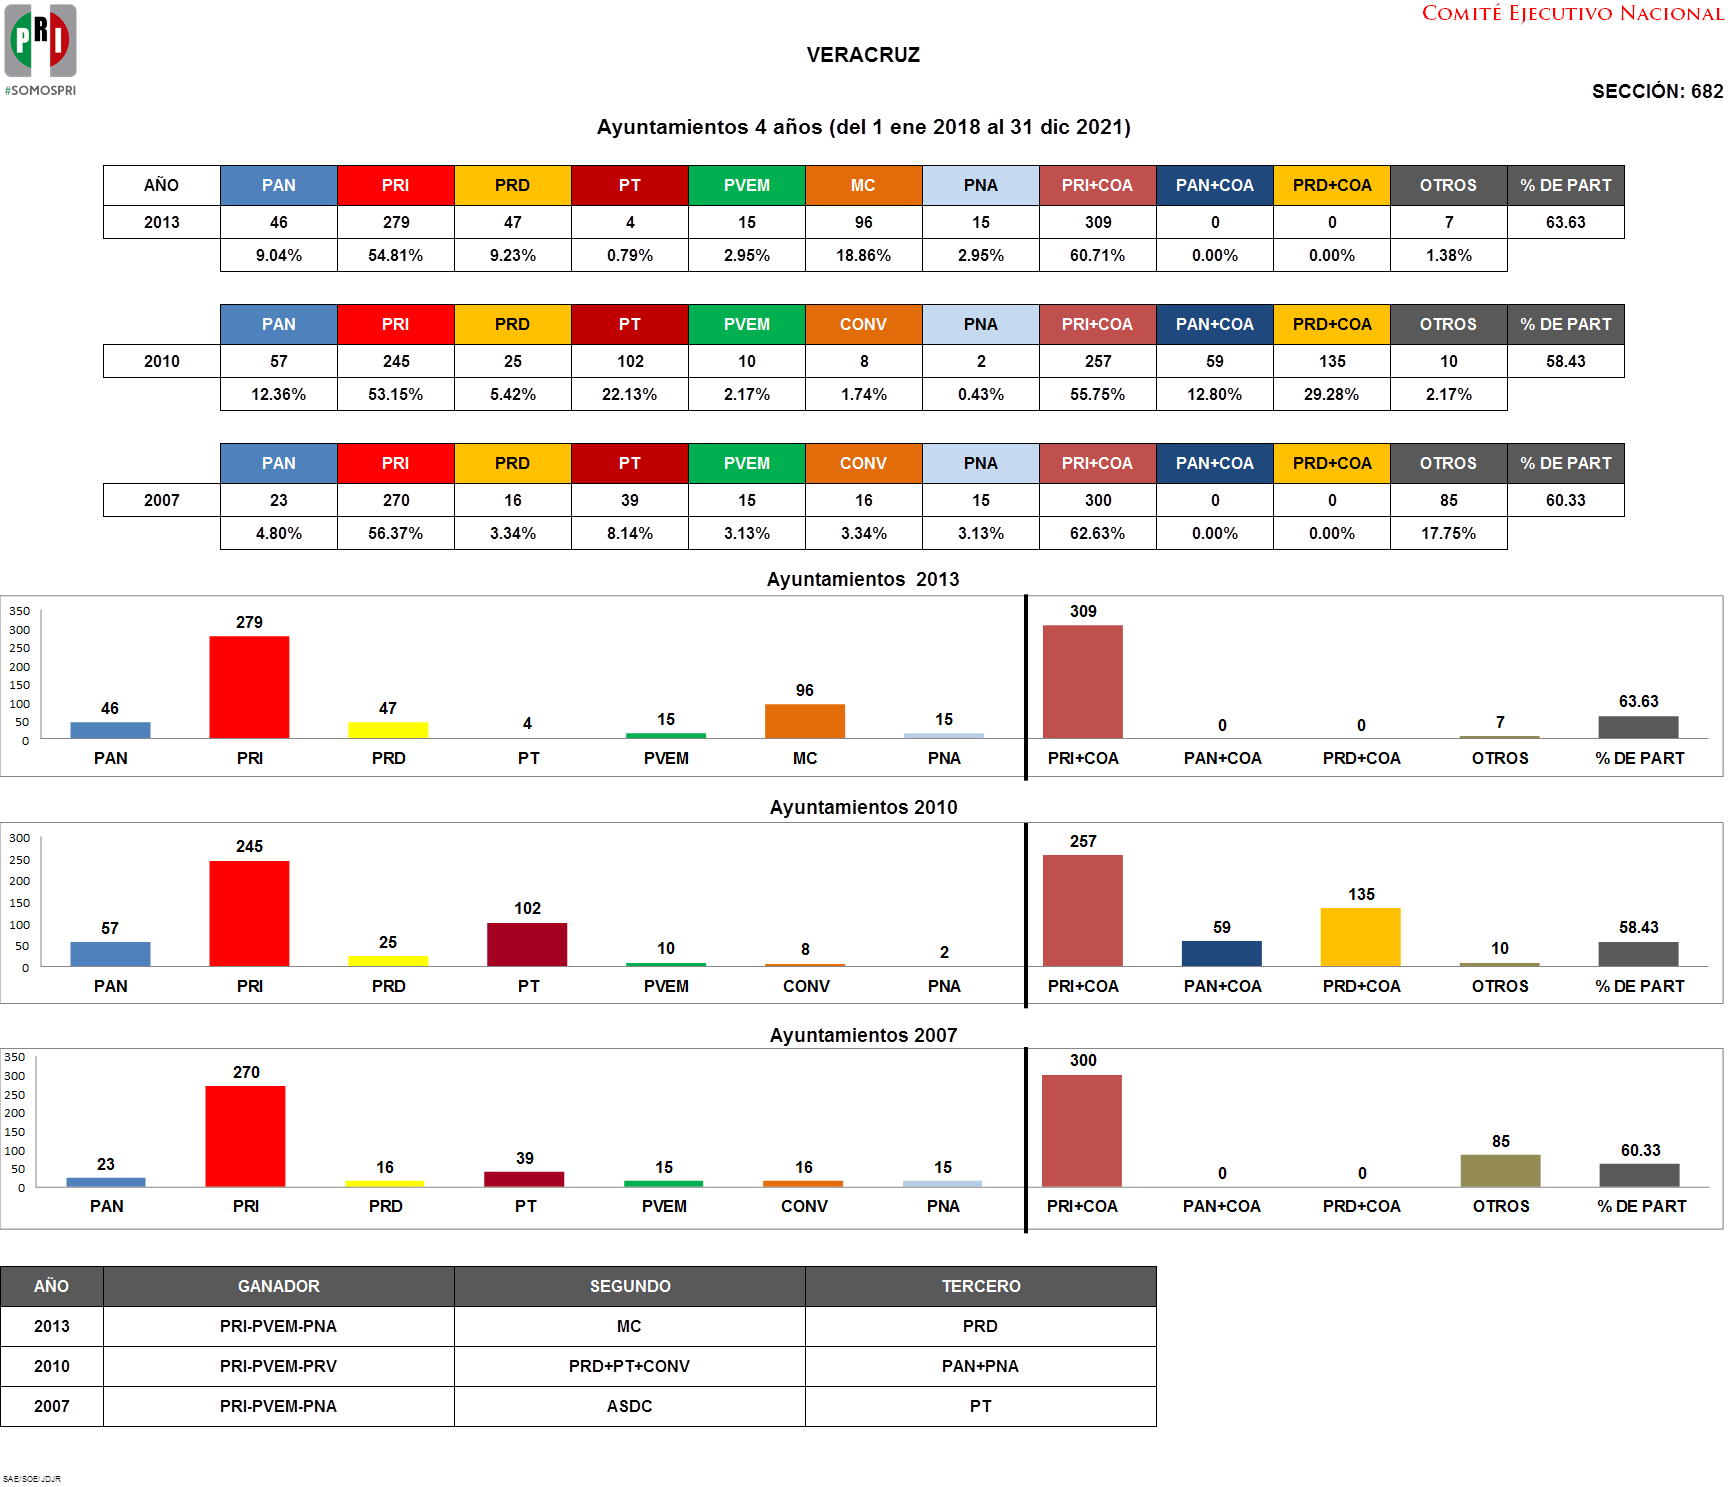 PRI
#SOMOSPRI
COMITÉ EJECUTIVO NACIONAL
VERACRUZ
SECCIÓN: 682
Ayuntamientos 4 años (del 1 ene 2018 al 31 dic 2021)
AÑO PAN PRI PRD PT PVEM MC PNA PRI+COA PAN+COA PRD+COA OTROS % DE PART
2013 46 279 47 4 15 96 15 309 0 0 7 63.63
9.04% 54.81% 9.23% 0.79% 2.95% 18.86% 2.95% 60.71% 0.00% 0.00% 1.38%
PAN PRI PRD PT PVEM CONV PNA PRI+COA PAN+COA PRD+COA OTROS % DE PART
2010 57 245 25 102 10 8 2 257 59 135 10 58.43
12.36% 53.15% 5.42% 22.13% 2.17% 1.74% 0.43% 55.75% 12.80% 29.28% 2.17%
PAN PRI PRD PT PVEM CONV PNA PRI+COA PAN+COA PRD+COA OTROS % DE PART
2007 23 270 16 39 15 16 15 300 0 0 85 60.33
4.80% 56.37% 3.34% 8.14% 3.13% 3.34% 3.13% 62.63% 0.00% 0.00% 17.75%
Ayuntamientos 2013
350
300
250
200
150
100
50
0
46 279 47 4 15 96 15 309 0 0 7 63.63
PAN PRI PRD PT PVEM MC PNA PRI+COA PAN+COA PRD+COA OTROS % DE PART
Ayuntamientos 2010
300
250
200
150
100
50
0
57 245 25 102 10 8 2 257 59 135 10 58.43
PAN PRI PRD PT PVEM CONV PNA PRI+COA PAN+COA PRD+COA OTROS % DE PART
Ayuntamientos 2007
350
300
250
200
150
100
50
0
23 270 16 39 15 16 15 300 0 0 85 60.33
PAN PRI PRD PT PVEM CONV PNA PRI+COA PAN+COA PRD+COA OTROS % DE PART
AÑO GANADOR SEGUNDO TERCERO
2013 PRI-PVEM-PNA MC PRD
2010 PRI-PVEM-PRV PRD+PT+CONV PAN+PNA
2007 PRI-PVEM-PNA ASDC PT
SAE/SOE/JDJR